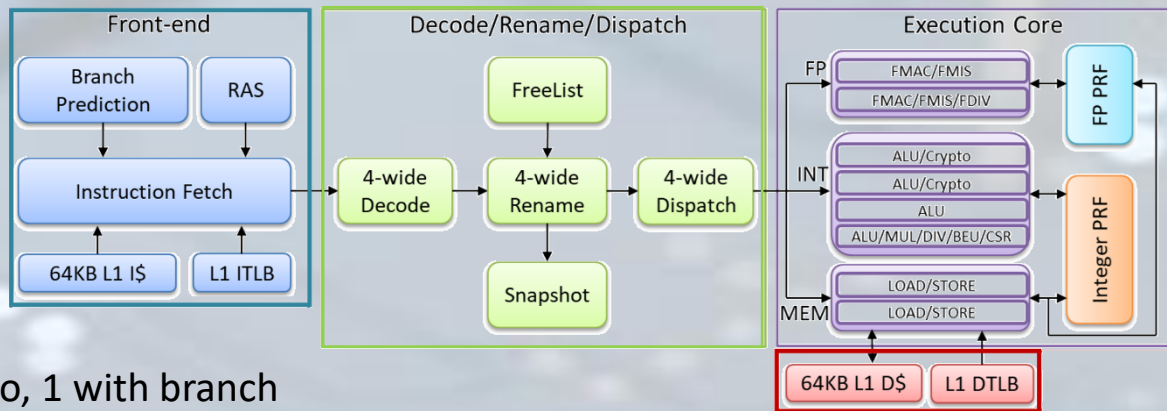 Front-end
Branch
Prediction
RAS
Instruction Fetch
64KB L1 I$
L1 ITLB
Decode/Rename/Dispatch
FreeList
4-wide
Decode
4-wide
Rename
4-wide
Dispatch
Snapshot
Execution Core
FP
FMAC/FMIS
FMAC/FMIS/FDIV
FP PRF
INT
ALU/Crypto
ALU/Crypto
ALU
ALU/MUL/DIV/BEU/CSR
Integer PRF
MEM
LOAD/STORE
LOAD/STORE
64KB L1 D$
L1 DTLB
o, 1 with branch